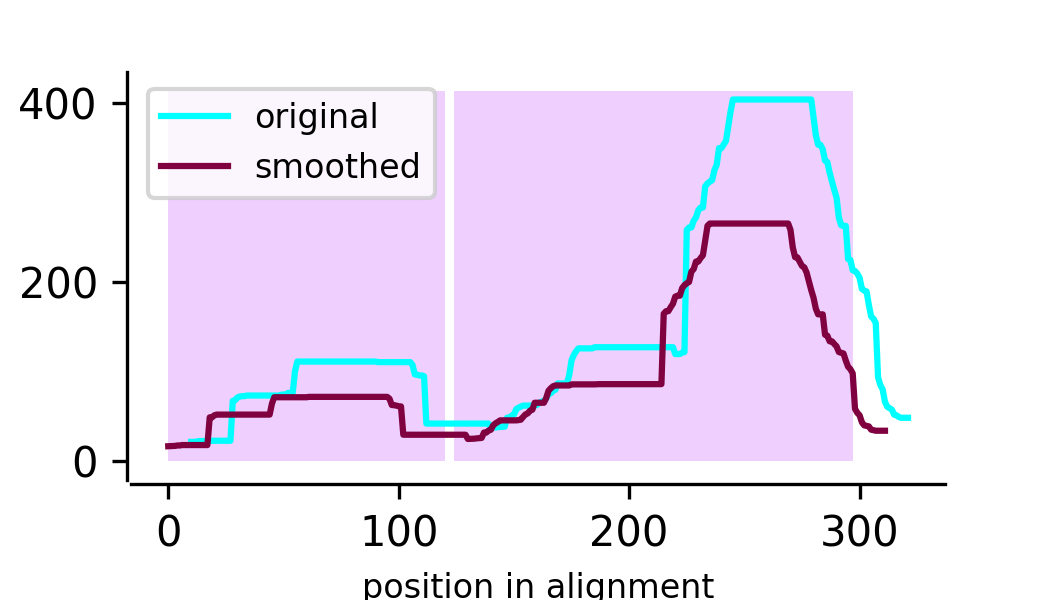 400
200
0
original
smoothed
0 100 200 300
position in alignment